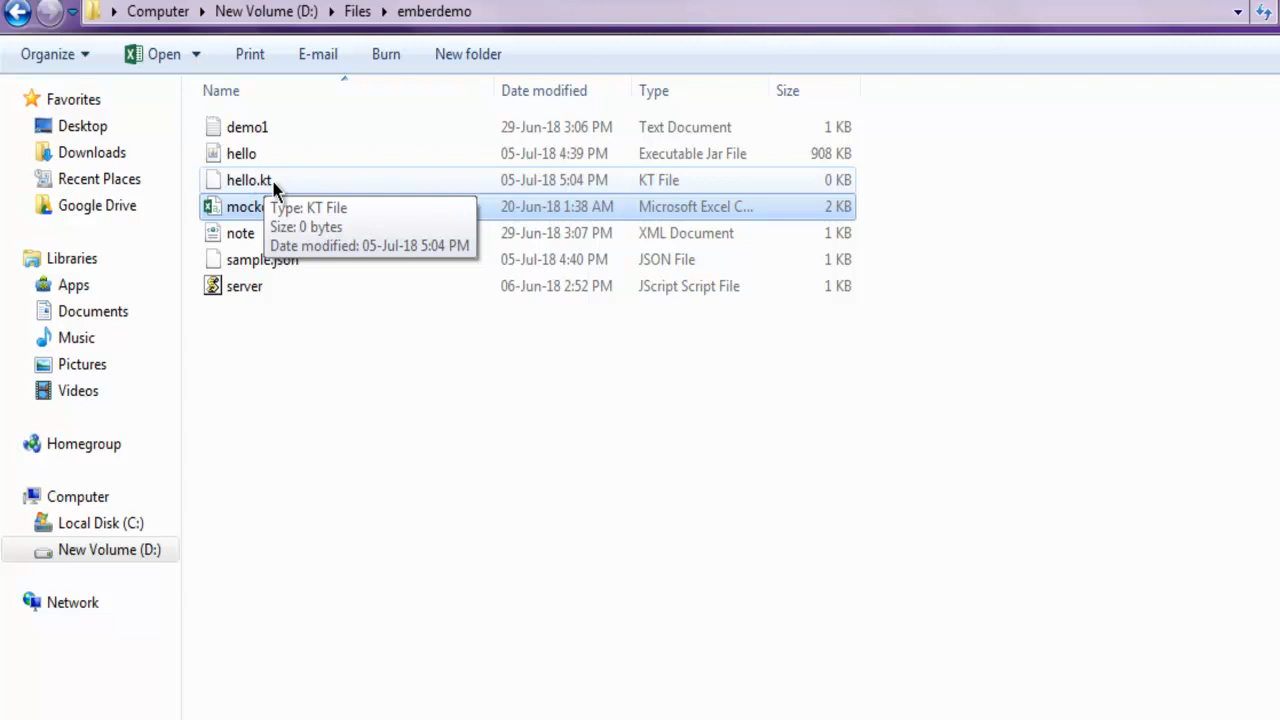 Computer New Volume (D:) Files emberdemo
Organize Open Print E-mail Burn New folder
Name Date modified Type Size
Favorites
Desktop
Downloads
Recent Places
Google Drive
Libraries
Apps
Documents
Music
Pictures
Videos
Homegroup
Computer
Local Disk (C:)
New Volume (D:)
Network
demo1 29-Jun-18 3:06 PM Text Document 1 KB
hello 05-Jul-18 4:39 PM Executable Jar File 908 KB
hello.kt 05-Jul-18 5:04 PM KT File 0 KB
20-Jun-18 1:38 AM Microsoft Excel C... 2 KB
note 29-Jun-18 3:07 PM XML Document 1 KB
sample.json 05-Jul-18 4:40 PM JSON File 1 KB
server 06-Jun-18 2:52 PM JScript Script File 1 KB
Type: KT File
Size: 0 bytes
Date modified: 05-Jul-18 5:04 PM